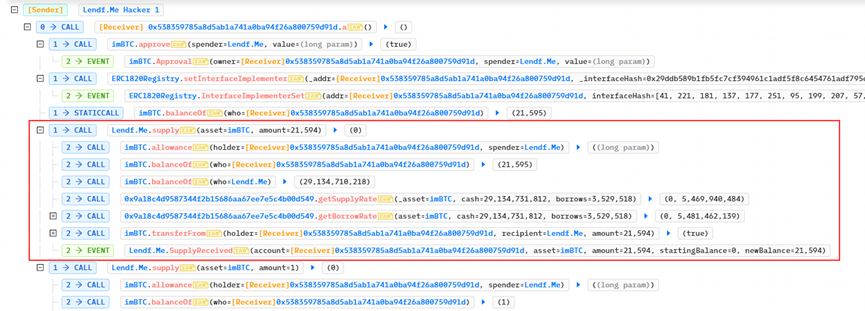 [Sender] Lendf.Me Hacker 1
0 → CALL [Receiver] 0x538359785a8d5ab1a741a0ba94f26a800759d91d.a () ()
1 → CALL imBTC.approve (spender=Lendf.Me, value=(long param)) (true)
2 → EVENT imBTC.Approval (owner=[Receiver]0x538359785a8d5ab1a741a0ba94f26a800759d91d, spender=Lendf.Me, value=(long param))
1 → CALL ERC1820Registry.setInterfaceImplementer (_addr=[Receiver]0x538359785a8d5ab1a741a0ba94f26a800759d91d, _interfaceHash=0x29ddb589b1fb5fc7cf394961c1adf5f8c6454761adf795
2 → EVENT ERC1820Registry.InterfaceImplementerSet (addr=[Receiver]0x538359785a8d5ab1a741a0ba94f26a800759d91d, interfaceHash=[41, 221, 181, 137, 177, 251, 95, 199, 207, 57,
1 → STATICCALL imBTC.balanceOf (who=[Receiver]0x538359785a8d5ab1a741a0ba94f26a800759d91d) (21,595)
1 → CALL Lendf.Me.supply (asset=imBTC, amount=21,594) (0)
2 → CALL imBTC.allowance (holder=[Receiver]0x538359785a8d5ab1a741a0ba94f26a800759d91d, spender=Lendf.Me) ((long param))
2 → CALL imBTC.balanceOf (who=[Receiver]0x538359785a8d5ab1a741a0ba94f26a800759d91d) (21,595)
2 → CALL imBTC.balanceOf (who=Lendf.Me) (29,134,710,218)
2 → CALL 0x9a18c4d9587344f2b15686aa67ee7e5c4b00d549.getSupplyRate (_asset=imBTC, cash=29,134,731,812, borrows=3,529,518) (0, 5,469,940,484)
2 → CALL 0x9a18c4d9587344f2b15686aa67ee7e5c4b00d549.getBorrowRate (asset=imBTC, cash=29,134,731,812, borrows=3,529,518) (0, 5,481,462,139)
2 → CALL imBTC.transferFrom (holder=[Receiver]0x538359785a8d5ab1a741a0ba94f26a800759d91d, recipient=Lendf.Me, amount=21,594) (true)
2 → EVENT Lendf.Me.SupplyReceived (account=[Receiver]0x538359785a8d5ab1a741a0ba94f26a800759d91d, asset=imBTC, amount=21,594, startingBalance=0, newBalance=21,594)
1 → CALL Lendf.Me.supply (asset=imBTC, amount=1) (0)
2 → CALL imBTC.allowance (holder=[Receiver]0x538359785a8d5ab1a741a0ba94f26a800759d91d, spender=Lendf.Me) ((long param))
2 → CALL imBTC.balanceOf (who=[Receiver]0x538359785a8d5ab1a741a0ba94f26a800759d91d) (1)